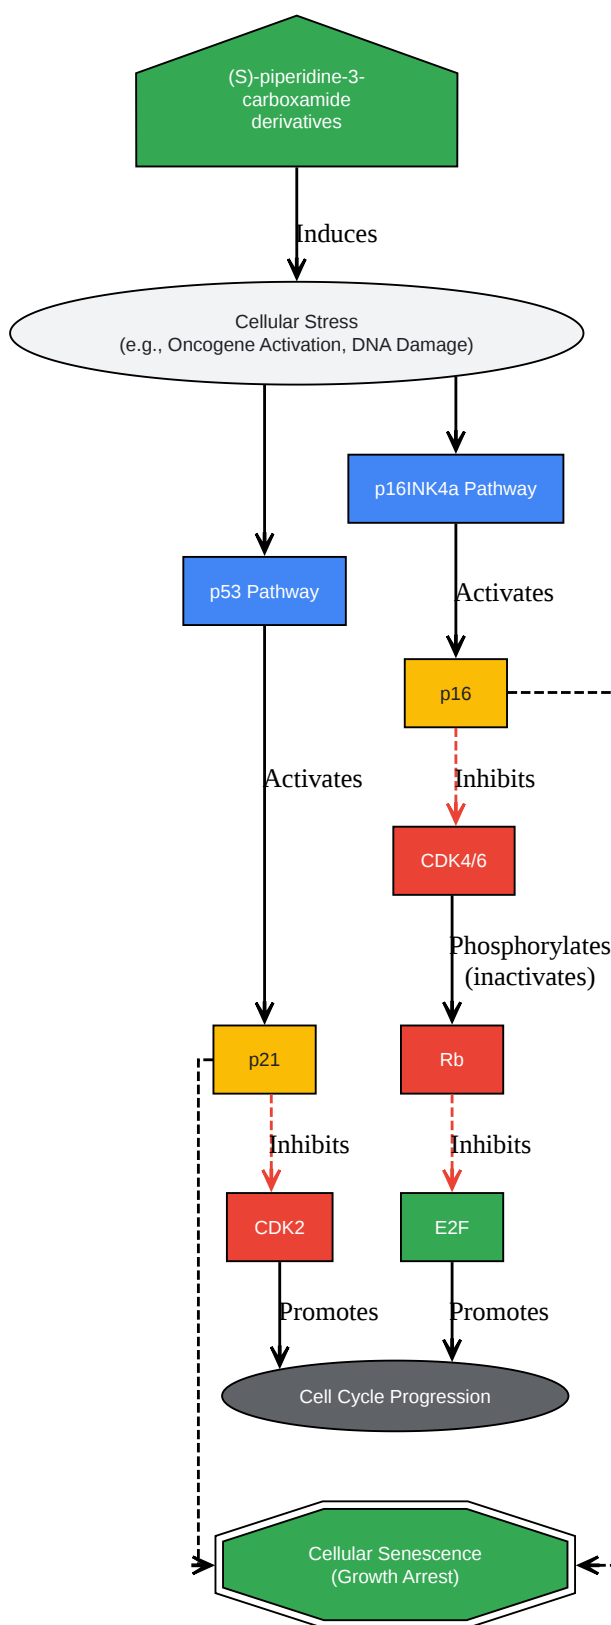 (S)-piperidine-3-
carboxamide
derivatives
Induces
Cellular Stress
(e.g., Oncogene Activation, DNA Damage)
p16INK4a Pathway
p53 Pathway
Activates
p16
Activates
Inhibits
CDK4/6
Phosphorylates
(inactivates)
p21
Rb
Inhibits
Inhibits
CDK2
E2F
Promotes
Promotes
Cell Cycle Progression
Cellular Senescence
(Growth Arrest)